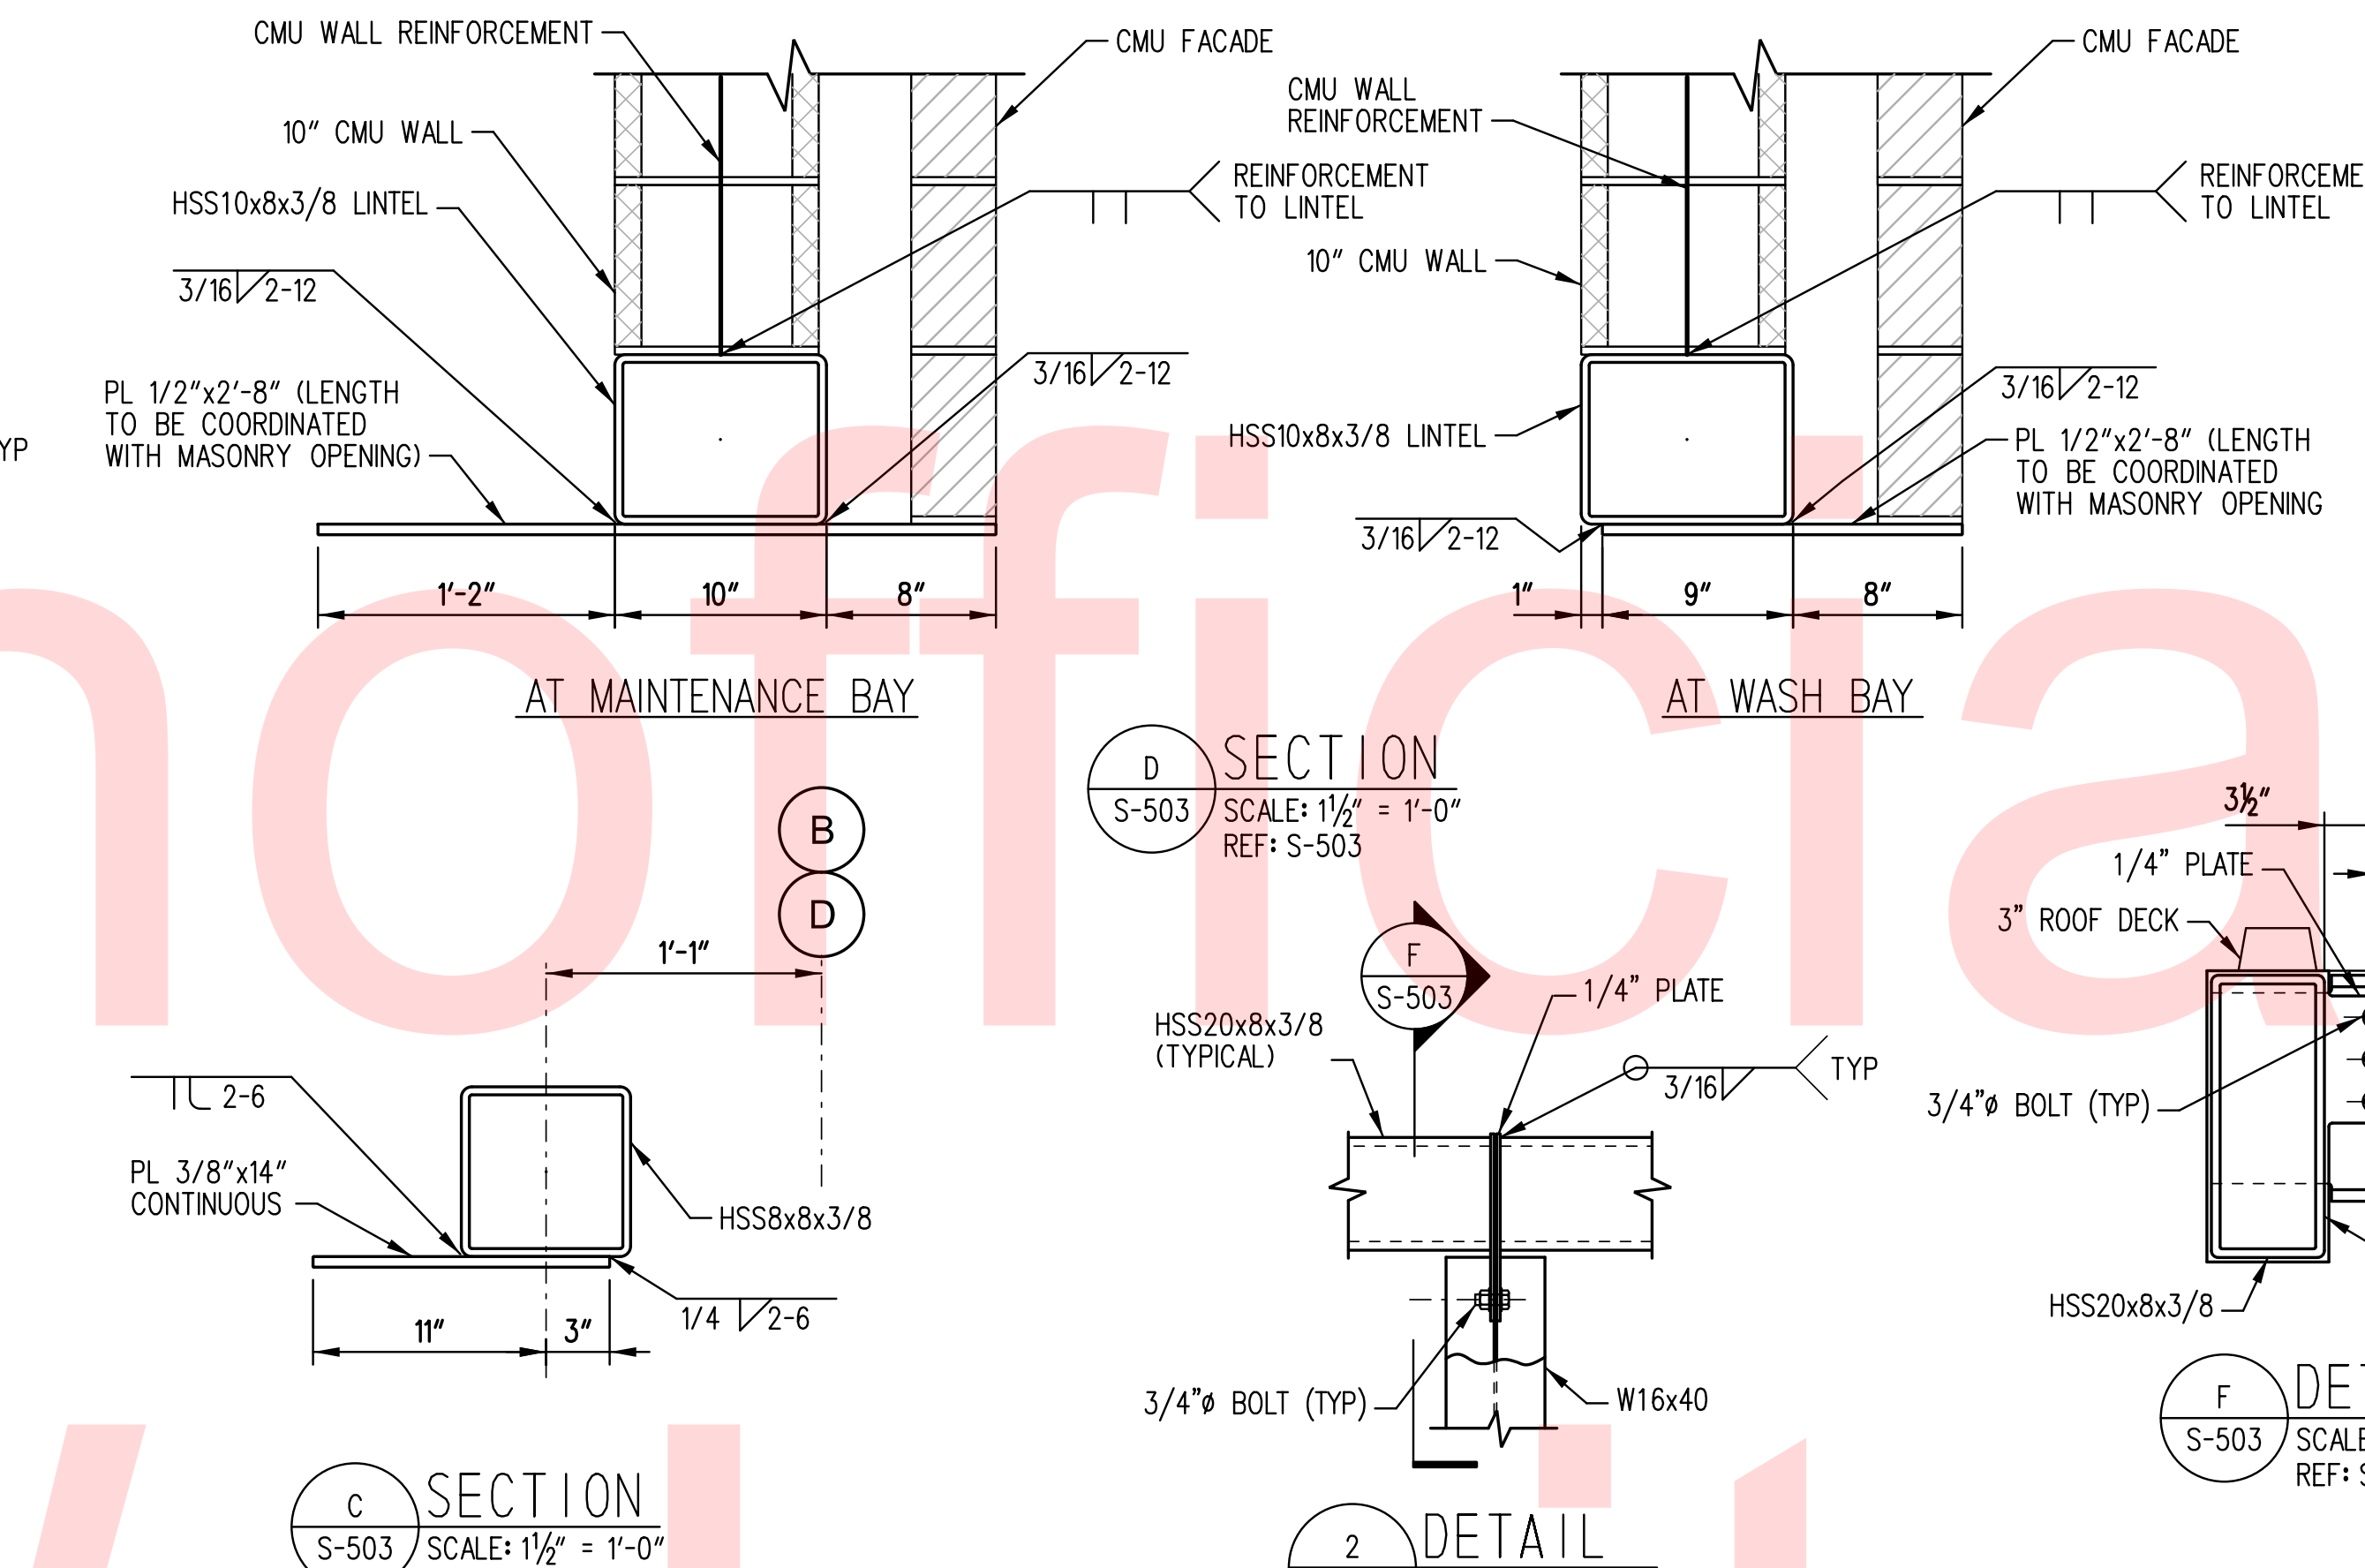 CMU WALL REINFORCEMENT
CMU FACADE
10" CMU WALL
HSS10x8x3/8 LINTEL
REINFORCEMENT
TO LINTEL
3/16 2-12
3/16 2-12
PL 1/2"x2'-8" (LENGTH
TO BE COORDINATED
WITH MASONRY OPENING)
YP
1'-2"
10"
8"
AT MAINTENANCE BAY
CMU FACADE
CMU WALL
REINFORCEMENT
REINFORCEME
TO LINTEL
10" CMU WALL
3/16 2-12
HSS10x8x3/8 LINTEL
PL 1/2"x2'-8" (LENGTH
TO BE COORDINATED
WITH MASONRY OPENING
3/16 2-12
1"
9"
8"
AT WASH BAY
D
S-503
SECTION
SCALE: 1½" = 1'-0"
REF: S-503
B
D
1'-1"
2-6
PL 3/8"x14"
CONTINUOUS
HSS8x8x3/8
1/4 2-6
11"
3"
C
S-503
SECTION
SCALE: 1½" = 1'-0"
F
S-503
1/4" PLATE
HSS20x8x3/8
(TYPICAL)
3/16
TYP
3/4"ø BOLT (TYP)
W16x40
2
DETAIL
3½"
1/4" PLATE
3" ROOF DECK
3/4"ø BOLT (TYP)
HSS20x8x3/8
F
S-503
DET
SCALE
REF: S
nofficia